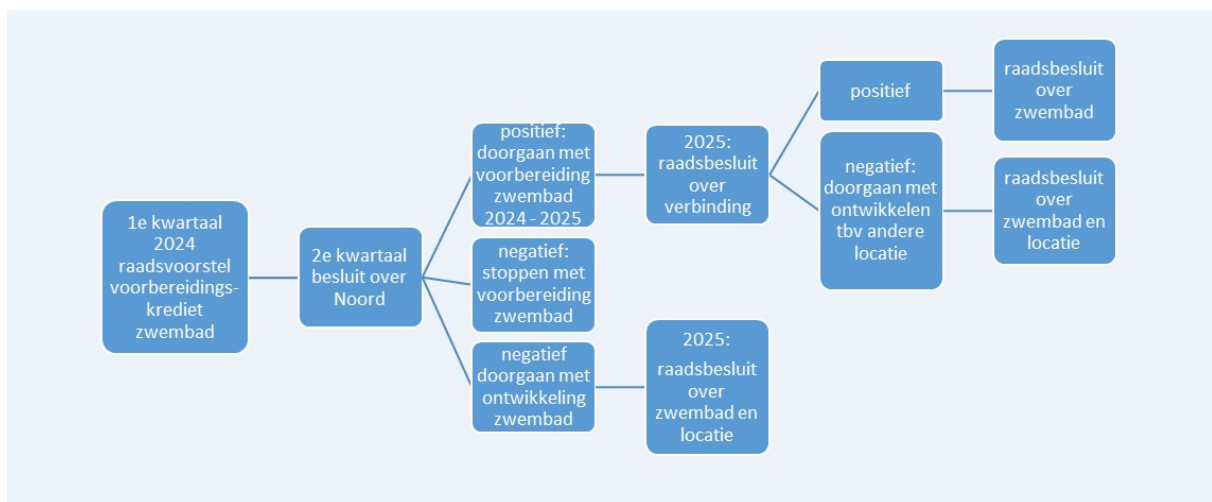 1e kwartaal
2024
raadsvoorstel
voorbereidings-
krediet
zwembad
2e kwartaal
besluit over
Noord
positief:
doorgaan met
voorbereiding
zwembad
2024 - 2025
negatief:
stoppen met
voorbereiding
zwembad
negatief
doorgaan met
ontwikkeling
zwembad
2025:
raadsbesluit
over
verbinding
2025:
raadsbesluit
over
zwembad en
locatie
positief
negatief:
doorgaan met
ontwikkelen
tbv andere
locatie
raadsbesluit
over
zwembad
raadsbesluit
over
zwembad en
locatie